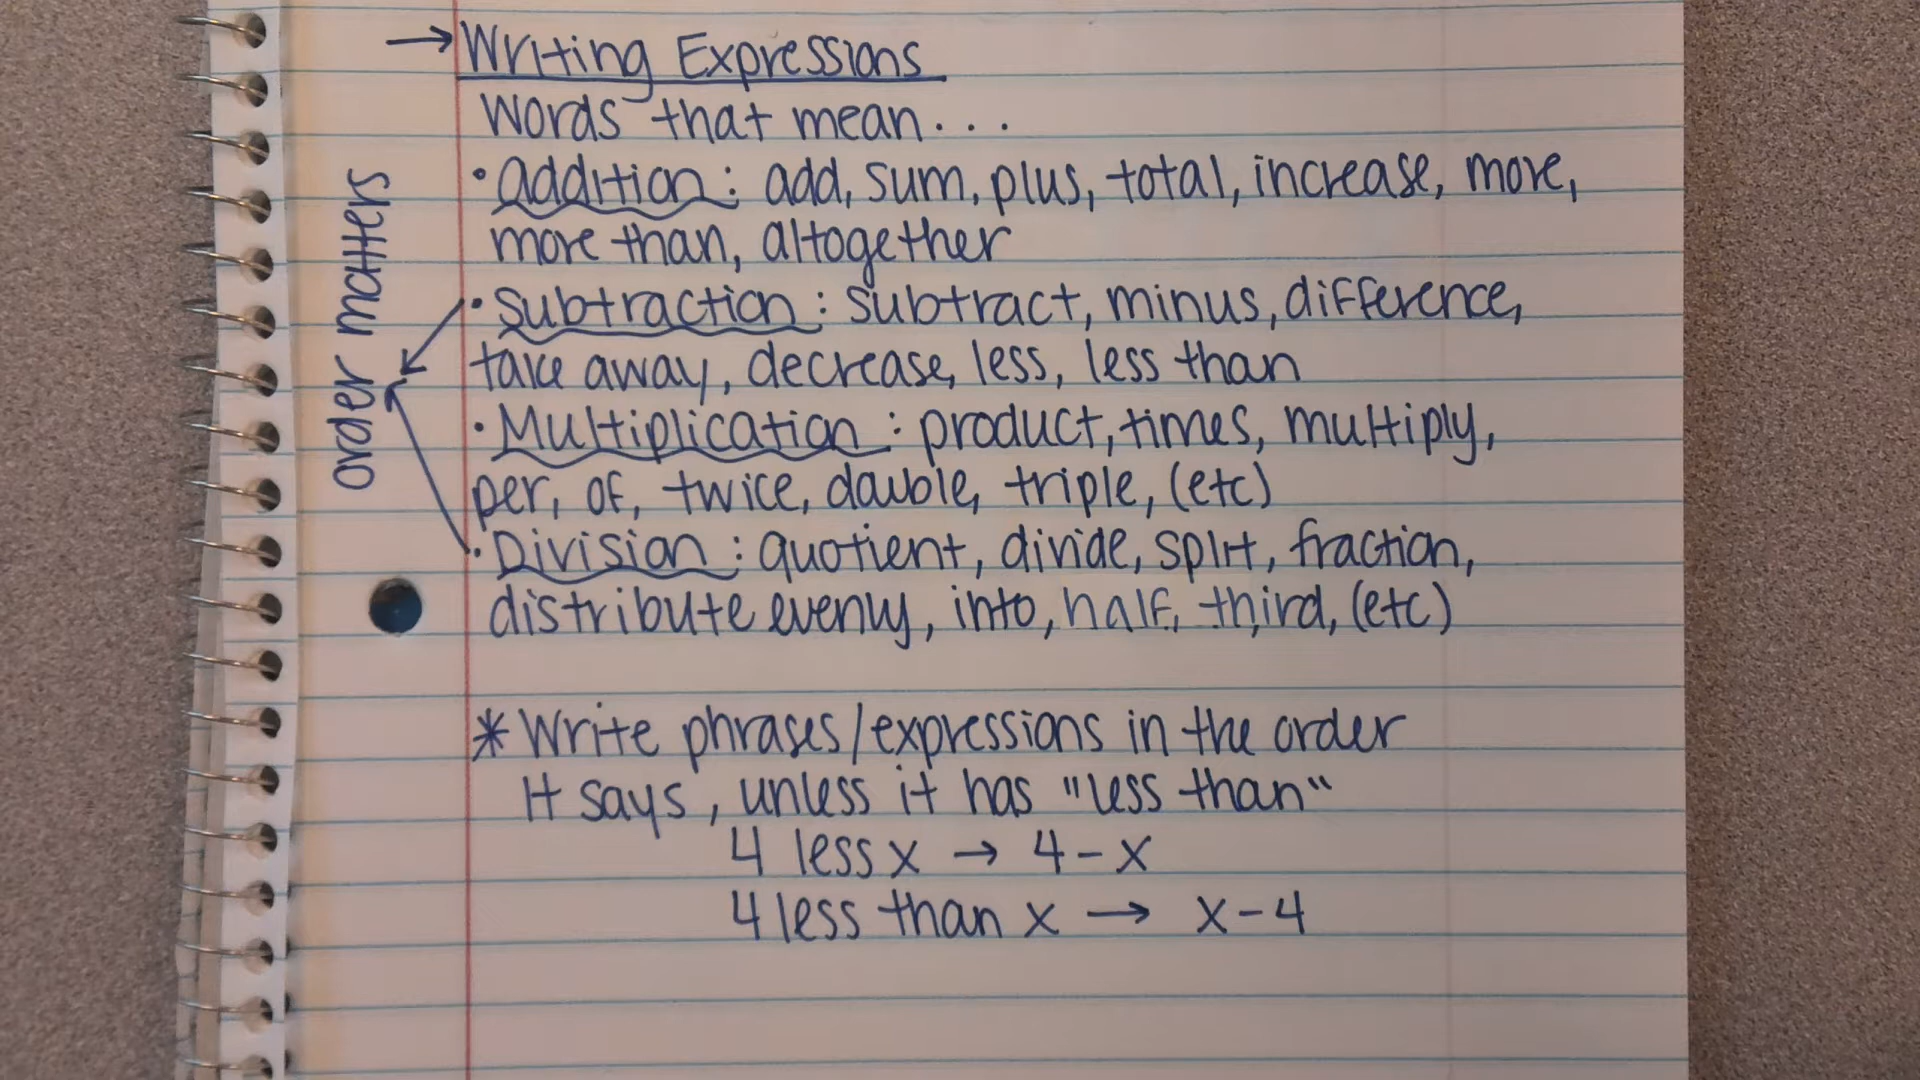 → Writing Expressions
Words that mean...
• addition: add, sum, plus, total, increase, more,
more than, altogether
• Subtraction: subtract, minus, difference,
take away, decrease, less, less than
• Multiplication: product, times, multiply,
per, of, twice, double, triple, (etc)
• Division: quotient, divide, split, fraction,
distribute evenly, into, half, third, (etc)
order matters
* Write phrases/expressions in the order
it says, unless it has "less than"
4 less x → 4 - x
4 less than x → x - 4